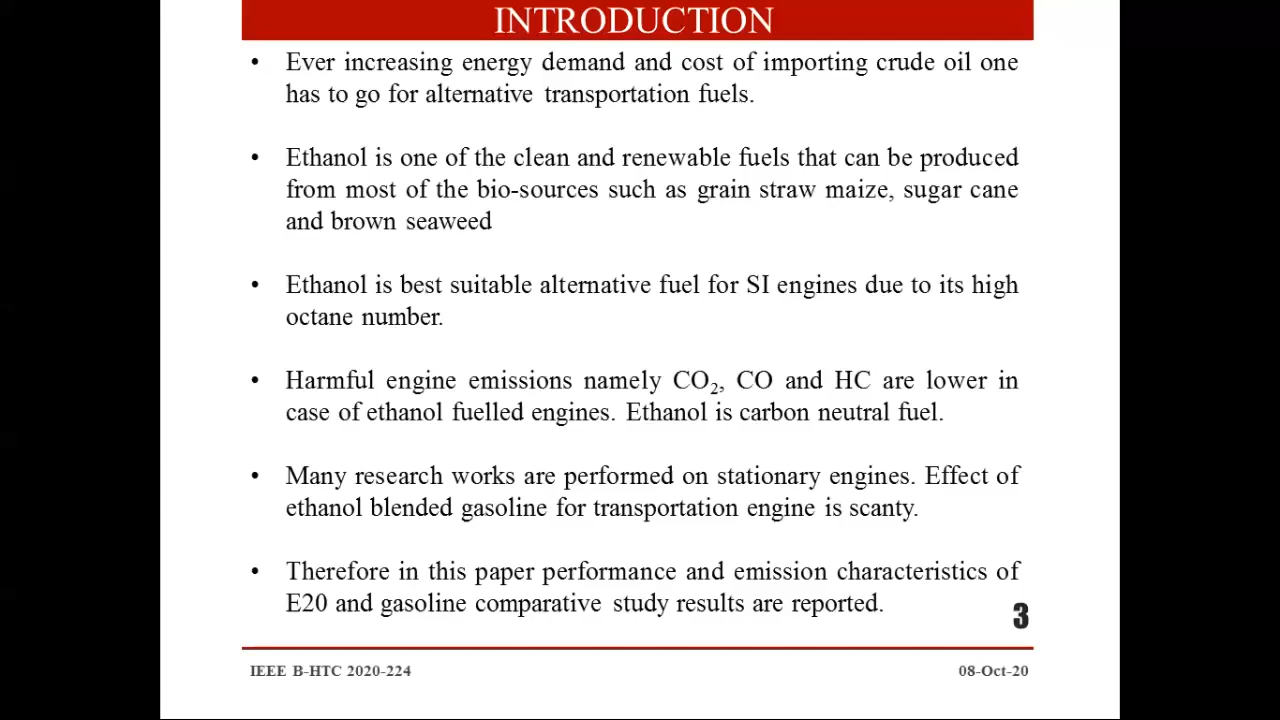 INTRODUCTION
• Ever increasing energy demand and cost of importing crude oil one
has to go for alternative transportation fuels.
• Ethanol is one of the clean and renewable fuels that can be produced
from most of the bio-sources such as grain straw maize, sugar cane
and brown seaweed
• Ethanol is best suitable alternative fuel for SI engines due to its high
octane number.
• Harmful engine emissions namely CO₂, CO and HC are lower in
case of ethanol fuelled engines. Ethanol is carbon neutral fuel.
• Many research works are performed on stationary engines. Effect of
ethanol blended gasoline for transportation engine is scanty.
• Therefore in this paper performance and emission characteristics of
E20 and gasoline comparative study results are reported.
3
IEEE B-HTC 2020-224
08-Oct-20